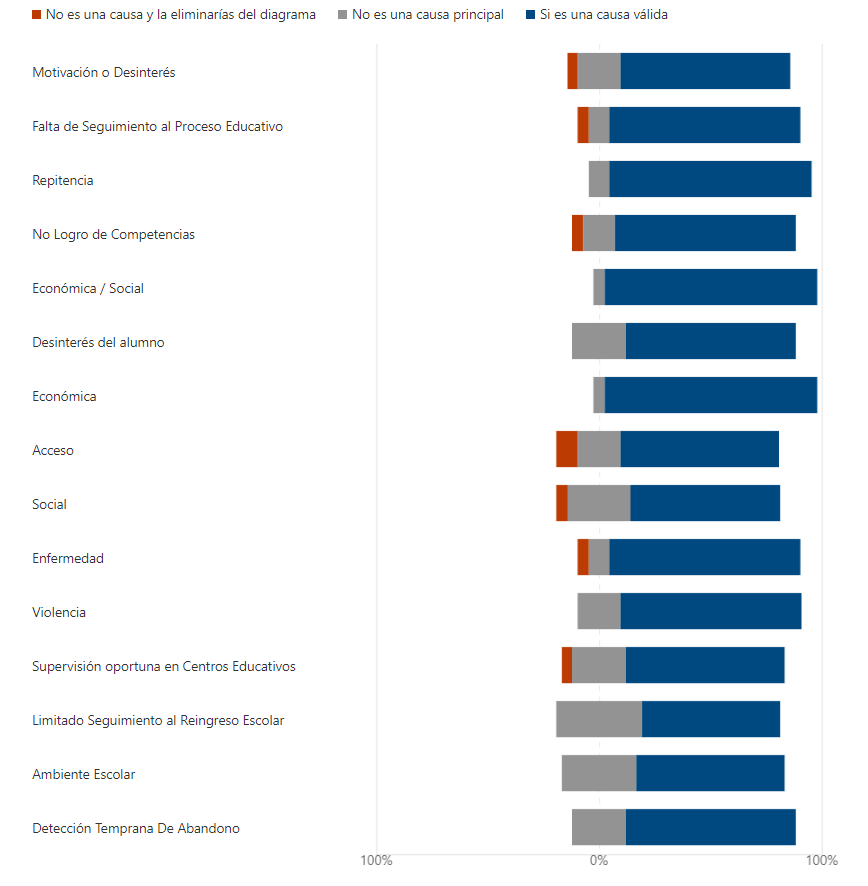 No es una causa y la eliminarías del diagrama No es una causa principal Si es una causa válida
Motivación o Desinterés
Falta de Seguimiento al Proceso Educativo
Repitencia
No Logro de Competencias
Económica / Social
Desinterés del alumno
Económica
Acceso
Social
Enfermedad
Violencia
Supervisión oportuna en Centros Educativos
Limitado Seguimiento al Reingreso Escolar
Ambiente Escolar
Detección Temprana De Abandono
100% 0% 100%